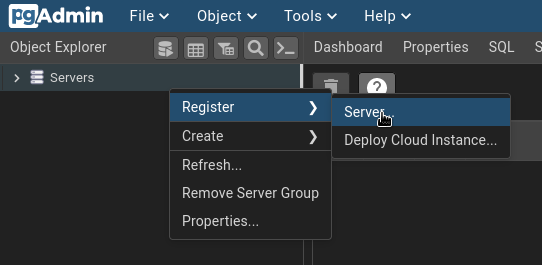 pgAdmin File Object Tools Help
Object Explorer Dashboard Properties SQL
Servers
Register
Server...
Create
Deploy Cloud Instance...
Refresh...
Remove Server Group
Properties...